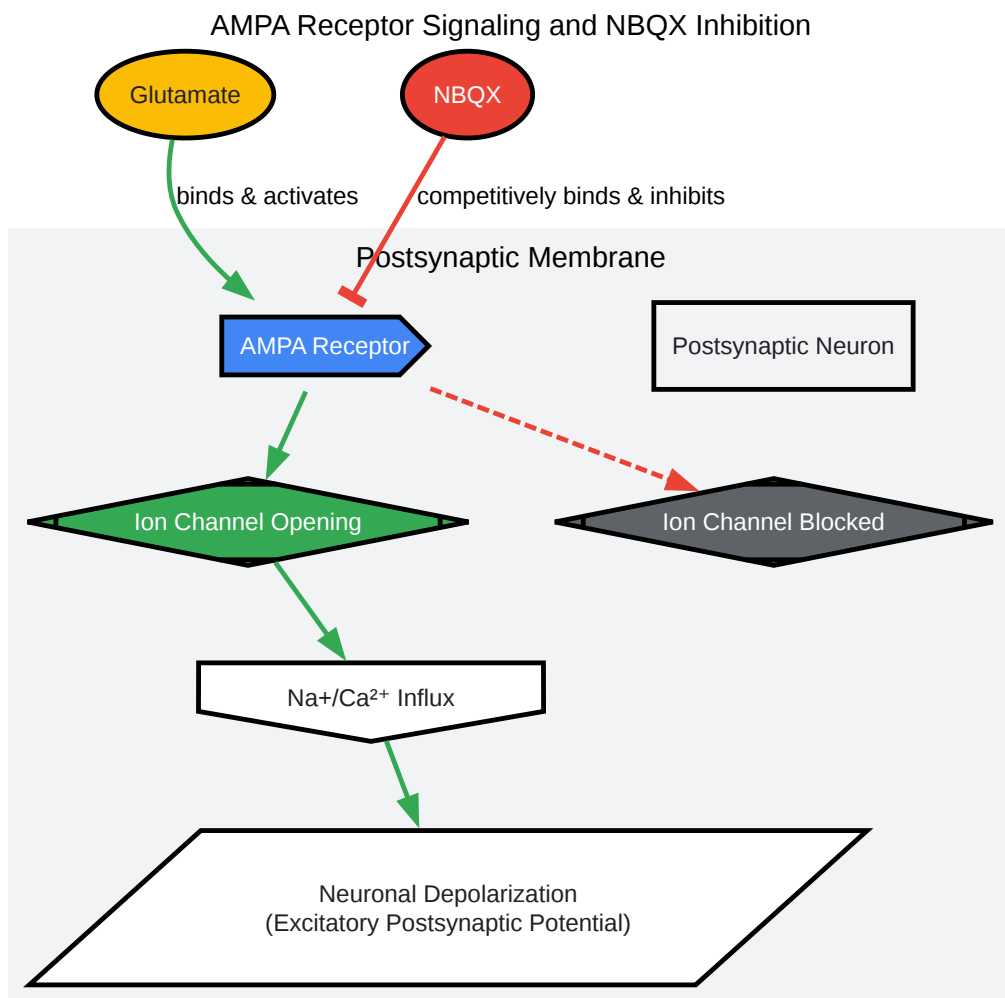 AMPA Receptor Signaling and NBQX Inhibition
Glutamate
NBQX
binds & activates
competitively binds & inhibits
Postsynaptic Membrane
AMPA Receptor
Postsynaptic Neuron
Ion Channel Opening
Ion Channel Blocked
Na+/Ca²⁺ Influx
Neuronal Depolarization
(Excitatory Postsynaptic Potential)